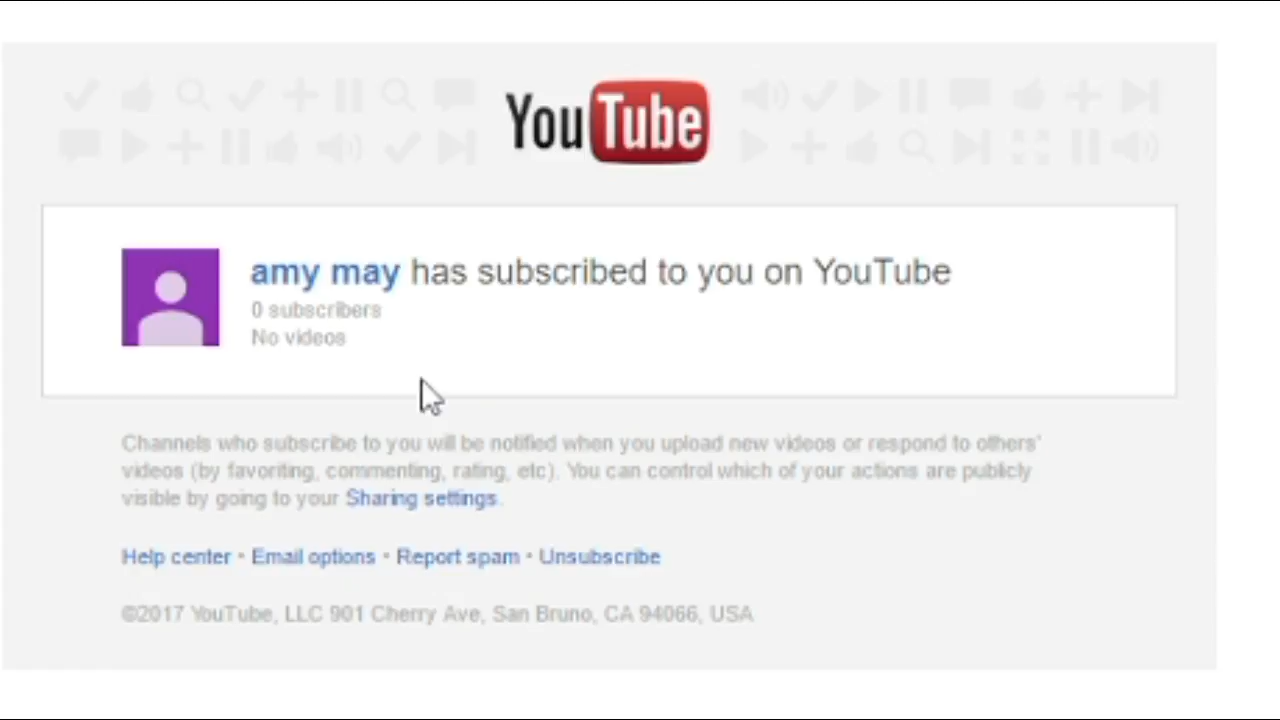 YouTube
amy may has subscribed to you on YouTube
0 subscribers
No videos
Channels who subscribe to you will be notified when you upload new videos or respond to others'
videos (by favoriting, commenting, rating, etc). You can control which of your actions are publicly
visible by going to your Sharing settings.
Help center • Email options • Report spam • Unsubscribe
©2017 YouTube, LLC 901 Cherry Ave, San Bruno, CA 94066, USA